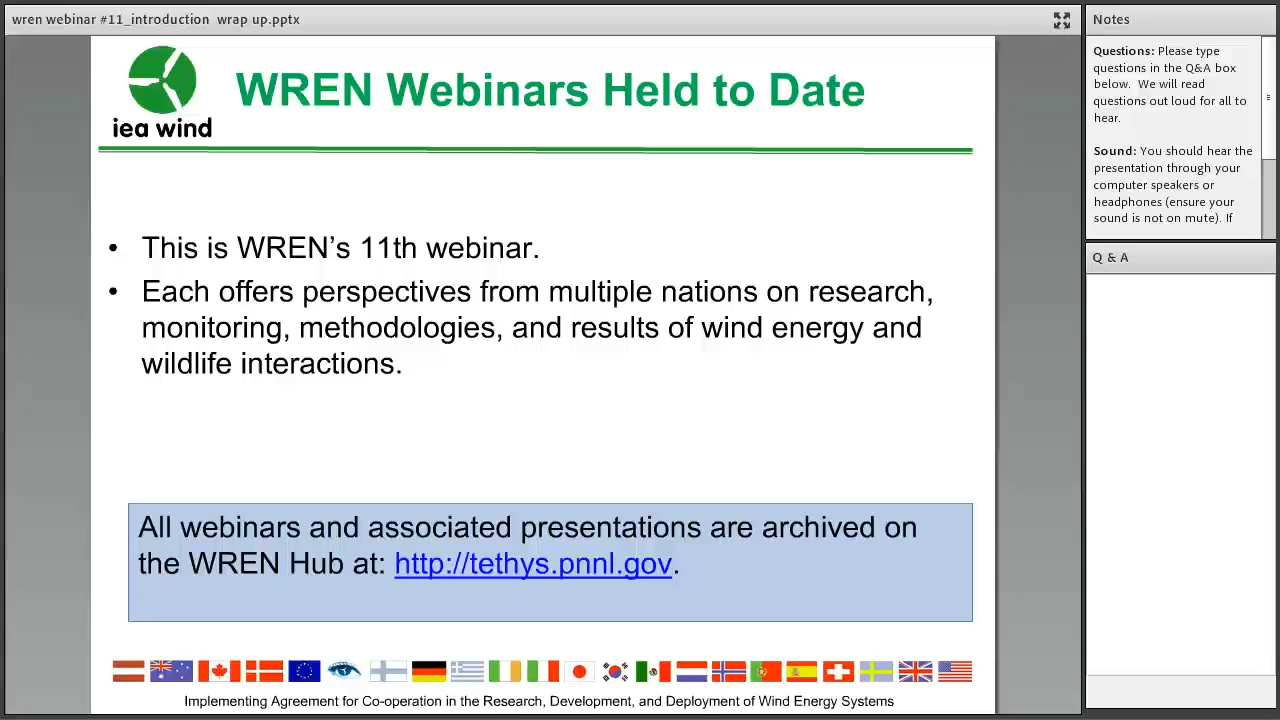 wren webinar #11_introduction wrap up.pptx
iea wind
WREN Webinars Held to Date
• This is WREN’s 11th webinar.
• Each offers perspectives from multiple nations on research,
monitoring, methodologies, and results of wind energy and
wildlife interactions.
All webinars and associated presentations are archived on
the WREN Hub at: http://tethys.pnnl.gov.
Implementing Agreement for Co-operation in the Research, Development, and Deployment of Wind Energy Systems
Notes
Questions: Please type
questions in the Q&A box
below. We will read
questions out loud for all to
hear.
Sound: You should hear the
presentation through your
computer speakers or
headphones (ensure your
sound is not on mute). If
Q & A